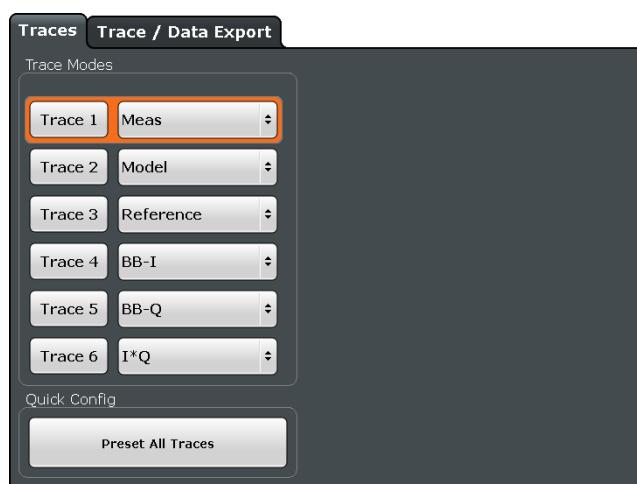 Traces Trace / Data Export
Trace Modes
Trace 1 Meas
Trace 2 Model
Trace 3 Reference
Trace 4 BB-I
Trace 5 BB-Q
Trace 6 I*Q
Quick Config
Preset All Traces